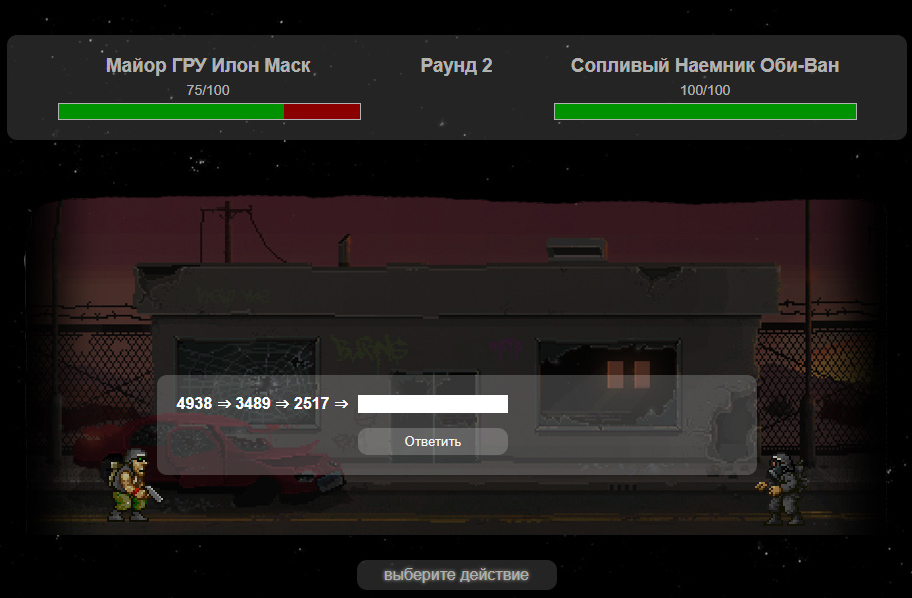 Майор ГРУ Илон Маск
75/100
Раунд 2
Сопливый Наемник Оби-Ван
100/100
BURNS
4938 ⇒ 3489 ⇒ 2517 ⇒
Ответить
выберите действие